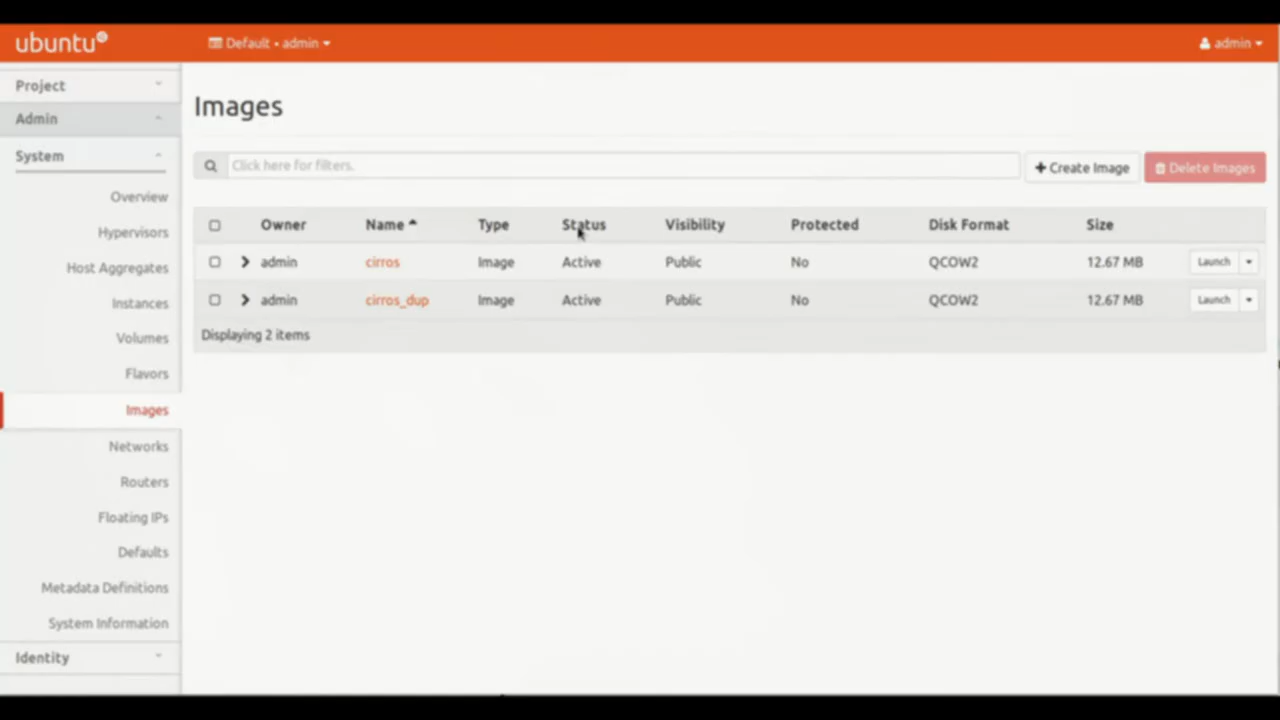 ubuntu Default • admin admin
Project
Admin
System
Overview
Hypervisors
Host Aggregates
Instances
Volumes
Flavors
Images
Networks
Routers
Floating IPs
Defaults
Metadata Definitions
System Information
Identity
Images
Click here for filters. + Create Image Delete Images
Owner Name Type Status Visibility Protected Disk Format Size
admin cirros Image Active Public No QCOW2 12.67 MB Launch
admin cirros_dup Image Active Public No QCOW2 12.67 MB Launch
Displaying 2 items